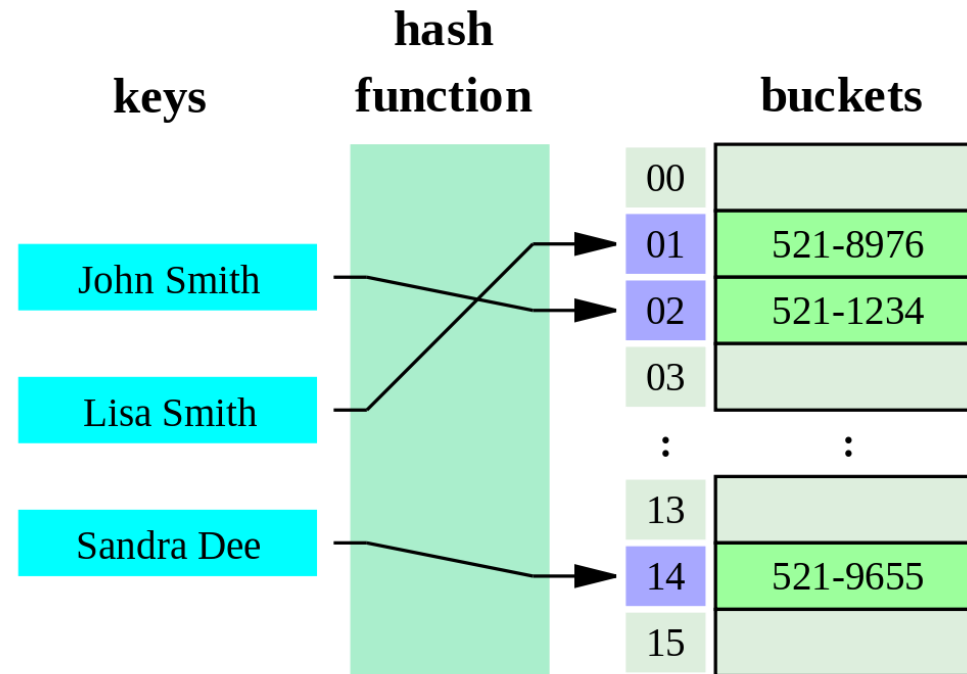 hash
function
keys
buckets
John Smith
Lisa Smith
Sandra Dee
00
01 521-8976
02 521-1234
03
: :
13
14 521-9655
15